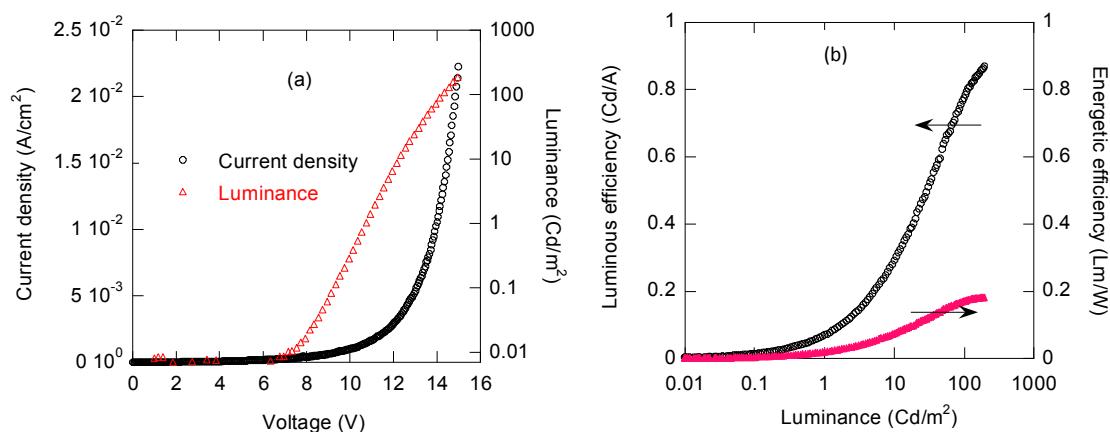 (a)
Current density (A/cm²)
2.5 10⁻²
2 10⁻²
1.5 10⁻²
1 10⁻²
5 10⁻³
0 10⁰
Current density
Luminance
1000
100
10
1
0.1
0.01
Luminance (Cd/m²)
0 2 4 6 8 10 12 14 16
Voltage (V)
(b)
Luminous efficiency (Cd/A)
1
0.8
0.6
0.4
0.2
0
1
0.8
0.6
0.4
0.2
0
Energetic efficiency (Lm/W)
0.01 0.1 1 10 100 1000
Luminance (Cd/m²)